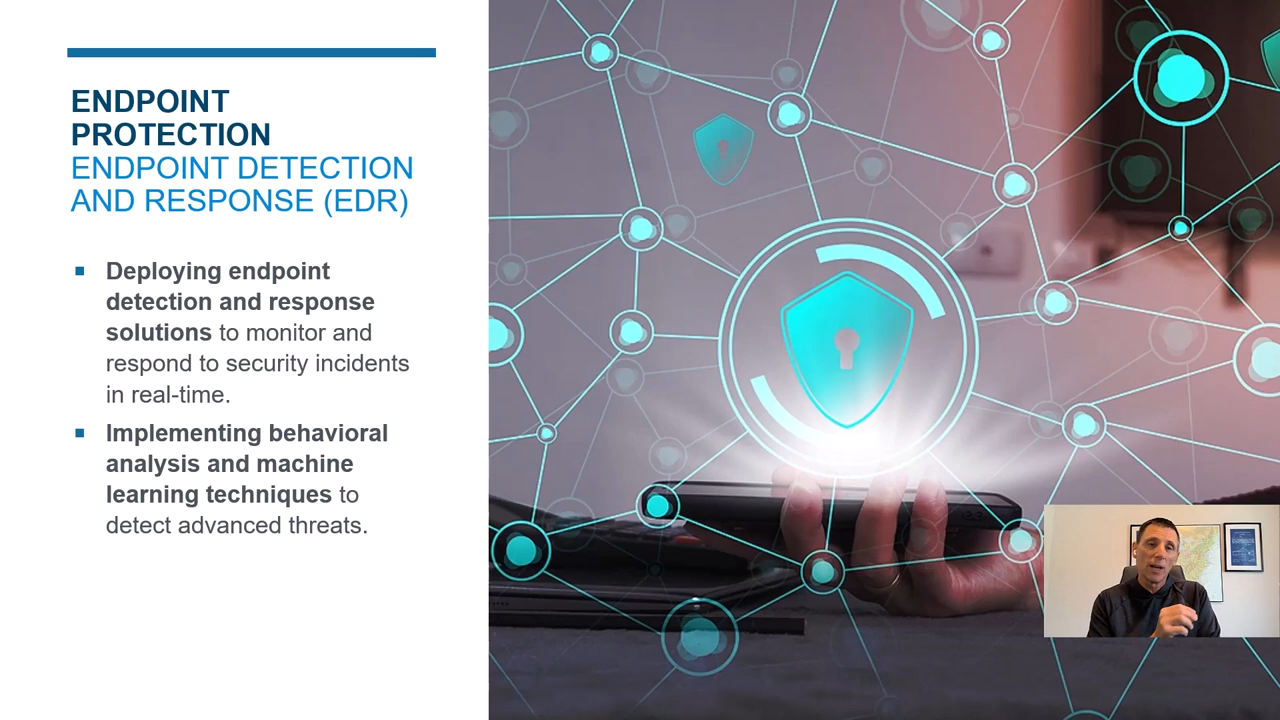 ENDPOINT
PROTECTION
ENDPOINT DETECTION
AND RESPONSE (EDR)
Deploying endpoint
detection and response
solutions to monitor and
respond to security incidents
in real-time.
Implementing behavioral
analysis and machine
learning techniques to
detect advanced threats.